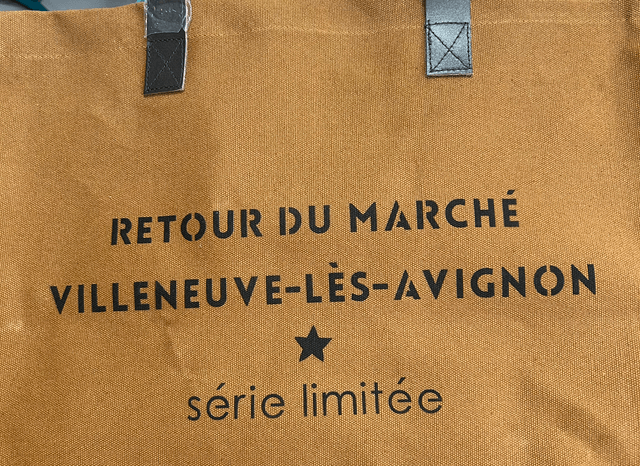 RETOUR DU MARCHÉ
VILLENEUVE-LÈS-AVIGNON
série limitée